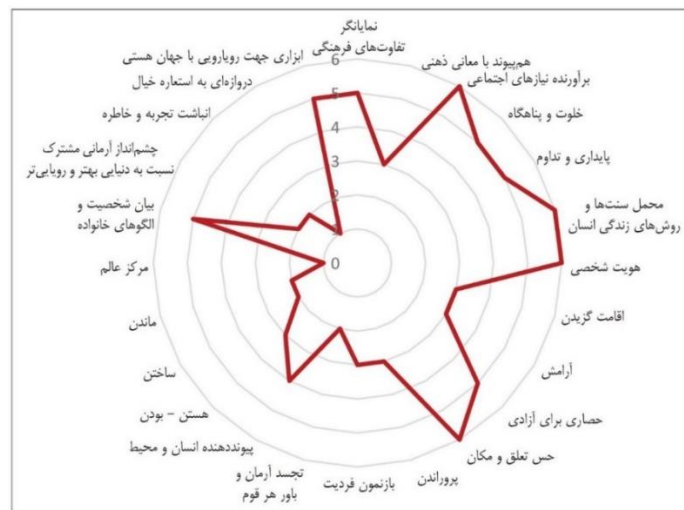 نمایانگر
تفاوت‌های فرهنگی
هم‌پیوند با معانی ذهنی
برآورنده نیازهای اجتماعی
خلوت و پناهگاه
پایداری و تداوم
محمل سنت‌ها و
روش‌های زندگی انسان
هویت شخصی
اقامت گزیدن
آرامش
حصاری برای آزادی
حس تعلق و مکان
پروراندن
بازنمون فردیت
تجسد آرمان و
باور هر قوم
پیونددهنده انسان و محیط
هستن - بودن
ساختن
ماندن
مرکز عالم
بیان شخصیت و
الگوهای خانواده
چشم‌انداز آرمانی مشترک
نسبت به دنیایی بهتر و رویایی‌تر
انباشت تجربه و خاطره
دروازه‌ای به استعاره خیال
ابزاری جهت رویارویی با جهان هستی
6
5
4
3
2
1
0